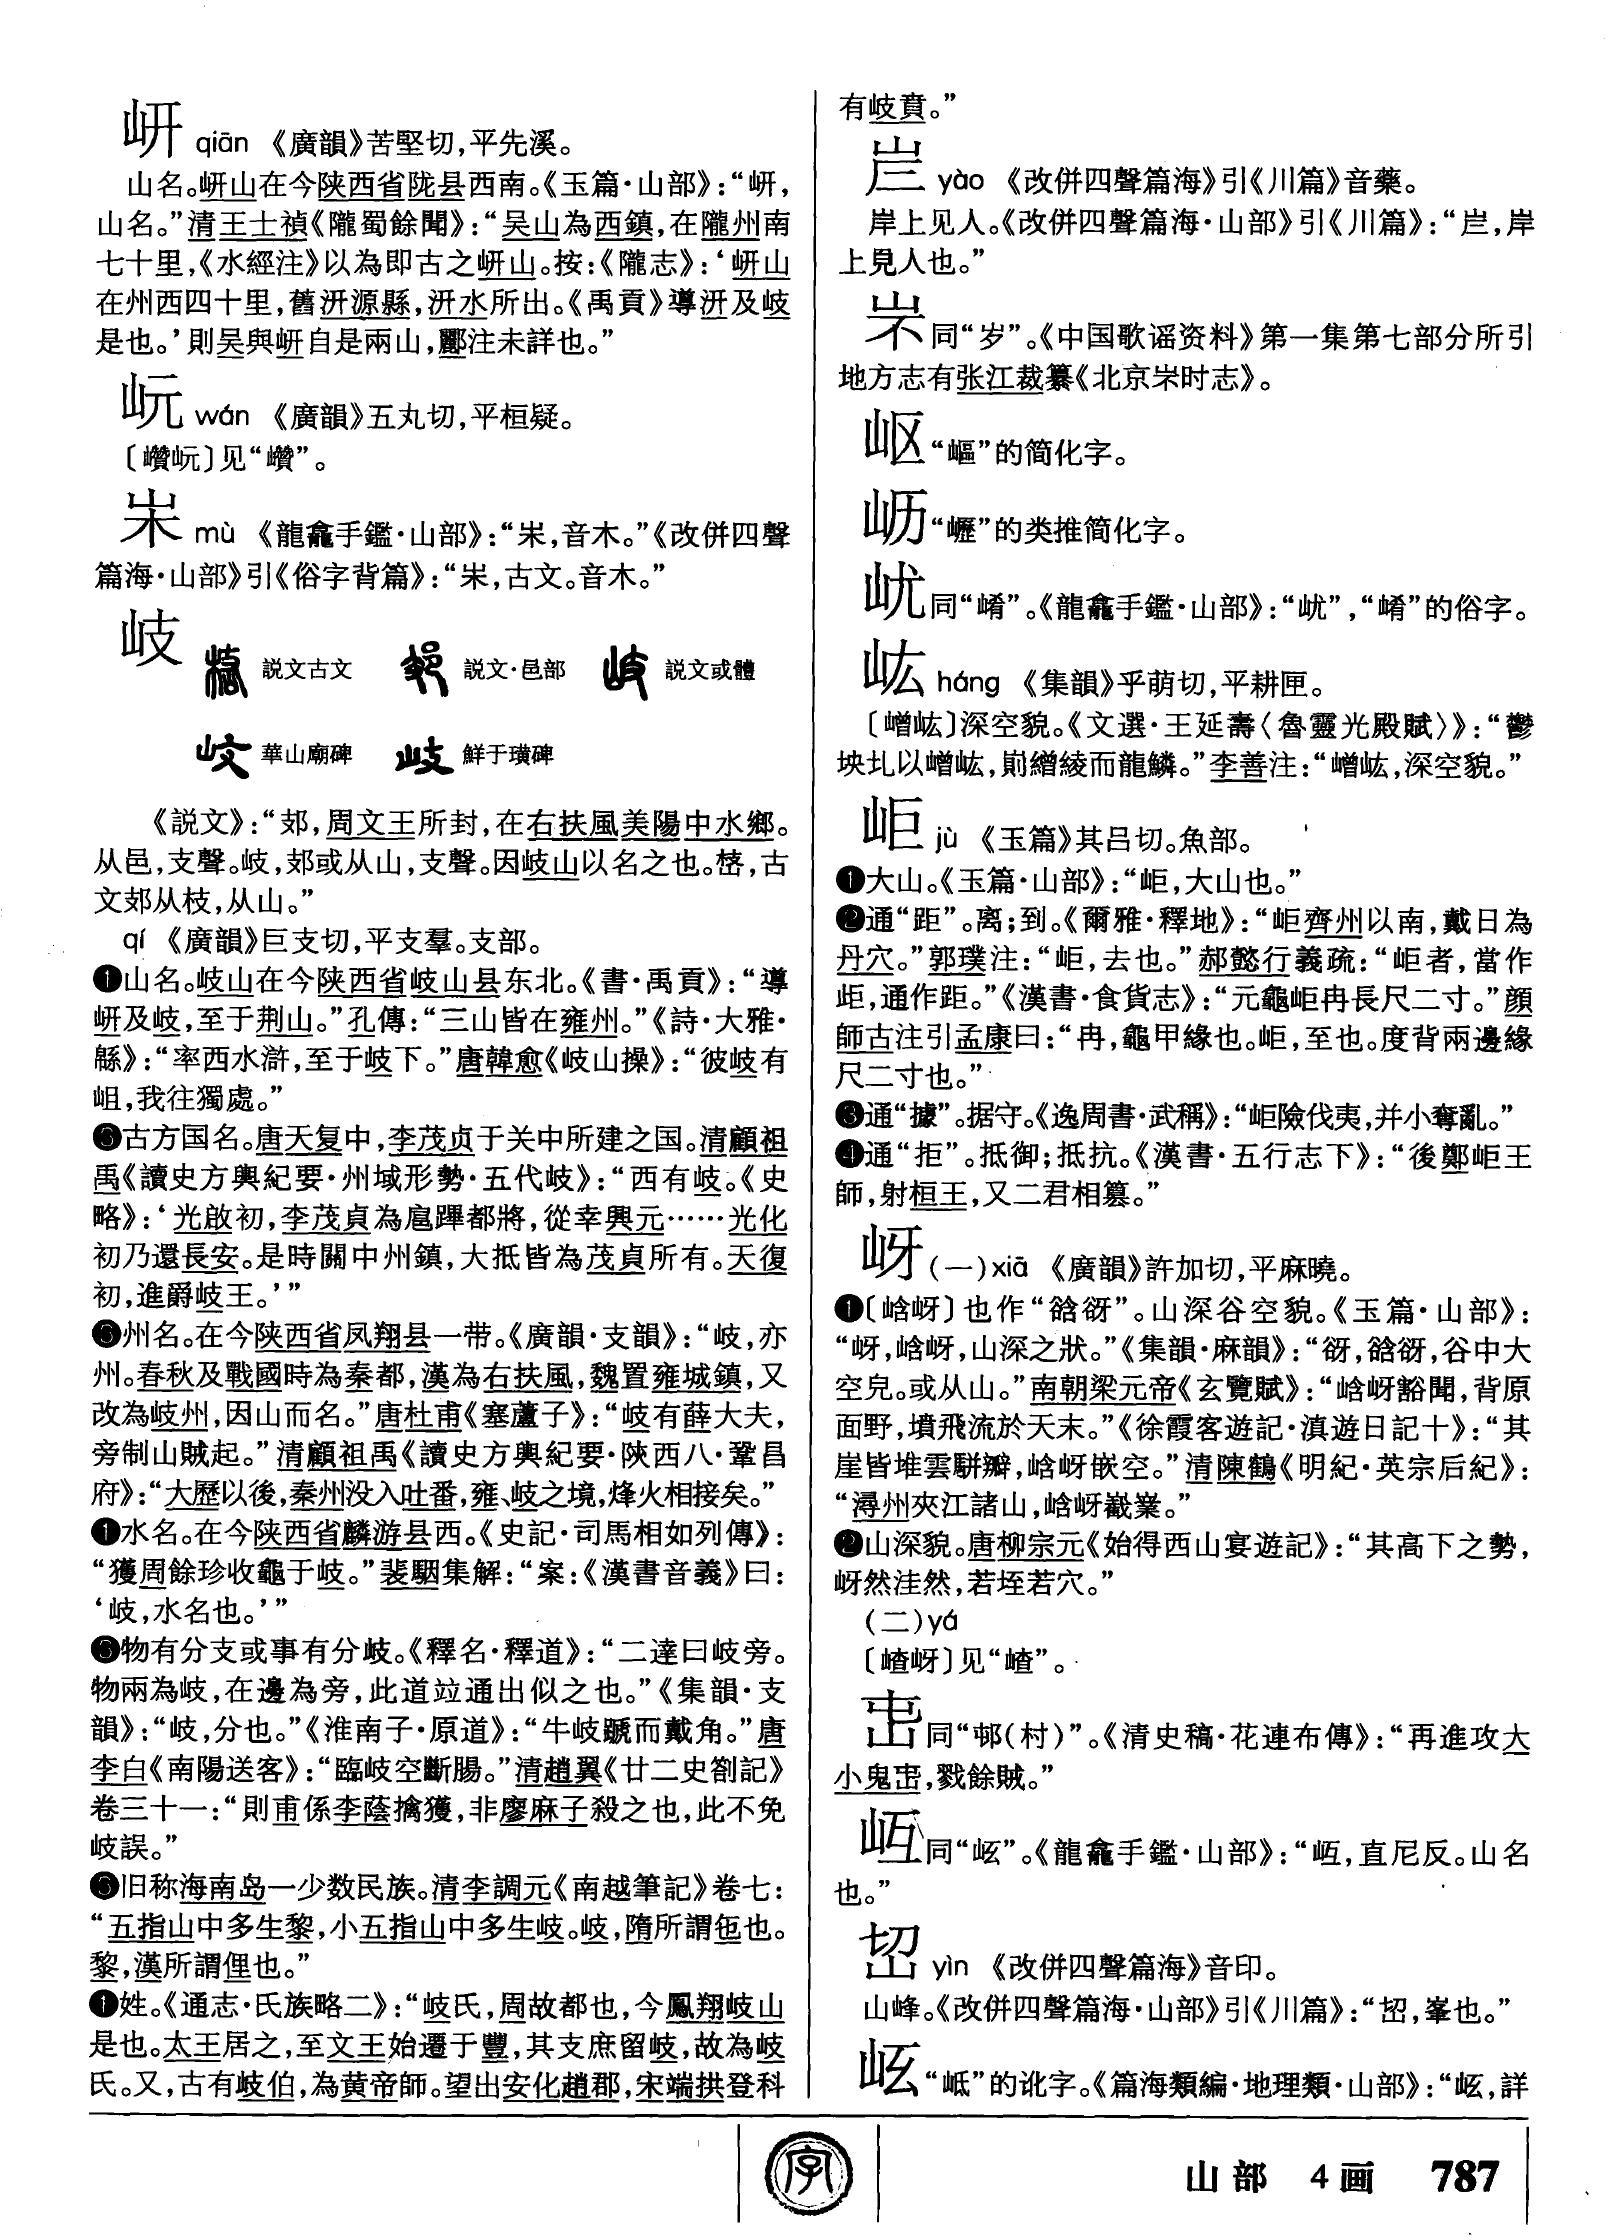 岍 qiān 《廣韻》苦堅切,平先溪。
山名。岍山在今陕西省陇县西南。《玉篇·山部》:“岍,
山名。”清王士禎《隴蜀餘聞》:“吴山為西鎮,在隴州南
七十里,《水經注》以為即古之岍山。按:《隴志》:‘岍山
在州西四十里,舊汧源縣,汧水所出。《禹貢》導汧及岐
是也。’則吴與岍自是兩山,酈注未詳也。”
岏 wán 《廣韻》五丸切,平桓疑。
〔巑岏〕见“巑”。
mù 《龍龕手鑑·山部》:“,音木。”《改併四聲
篇海·山部》引《俗字背篇》:“,古文。音木。”
岐
説文古文 説文·邑部 説文或體
華山廟碑 鮮于璜碑
《説文》:“𨙸,周文王所封,在右扶風美陽中水鄉。
从邑,支聲。岐,𨙸或从山,支聲。因岐山以名之也。𣘓,古
文𨙸从枝,从山。”
qí 《廣韻》巨支切,平支羣。支部。
❶山名。岐山在今陕西省岐山县东北。《書·禹貢》:“導
岍及岐,至于荆山。”孔傳:“三山皆在雍州。”《詩·大雅·
緜》:“率西水滸,至于岐下。”唐韓愈《岐山操》:“彼岐有
岨,我往獨處。”
古方国名。唐天复中,李茂贞于关中所建之国。清顧祖
禹《讀史方輿紀要·州域形勢·五代岐》:“西有岐。《史
略》:‘光啟初,李茂貞為扈蹕都將,從幸興元……光化
初乃還長安。是時關中州鎮,大抵皆為茂貞所有。天復
初,進爵岐王。’”
州名。在今陕西省凤翔县一带。《廣韻·支韻》:“岐,亦
州。春秋及戰國時為秦都,漢為右扶風,魏置雍城鎮,又
改為岐州,因山而名。”唐杜甫《塞蘆子》:“岐有薛大夫,
旁制山賊起。”清顧祖禹《讀史方輿紀要·陝西八·鞏昌
府》:“大歷以後,秦州没入吐番,雍、岐之境,烽火相接矣。”
水名。在今陕西省麟游县西。《史記·司馬相如列傳》:
“獲周餘珍收龜于岐。”裴駰集解:“案:《漢書音義》曰:
‘岐,水名也。’”
物有分支或事有分岐。《釋名·釋道》:“二達曰岐旁。
物兩為岐,在邊為旁,此道竝通出似之也。”《集韻·支
韻》:“岐,分也。”《淮南子·原道》:“牛岐蹏而戴角。”唐
李白《南陽送客》:“臨岐空斷腸。”清趙翼《廿二史劄記》
卷三十一:“則甫係李蔭擒獲,非廖麻子殺之也,此不免
岐誤。”
旧称海南岛一少数民族。清李調元《南越筆記》卷七:
“五指山中多生黎,小五指山中多生岐。岐,隋所謂㐌也。
黎,漢所謂俚也。”
姓。《通志·氏族略二》:“岐氏,周故都也,今鳳翔岐山
是也。太王居之,至文王始遷于豐,其支庶留岐,故為岐
氏。又,古有岐伯,為黄帝師。望出安化趙郡,宋端拱登科
有岐賁。”
yào 《改併四聲篇海》引《川篇》音藥。
岸上见人。《改併四聲篇海·山部》引《川篇》:“,岸
上見人也。”
同“岁”。《中国歌谣资料》第一集第七部分所引
地方志有张江裁纂《北京时志》。
岖 “嶇”的简化字。
岍 “㠣”的类推简化字。
同“崤”。《龍龕手鑑·山部》:“”,“崤”的俗字。
㟅 háng 《集韻》乎萌切,平耕匣。
〔嶒㟅〕深空貌。《文選·王延壽〈魯靈光殿賦〉》:“鬱
坱圠以嶒㟅,崱繒綾而龍鱗。”李善注:“嶒㟅,深空貌。”
岠 jù 《玉篇》其吕切。魚部。
❶大山。《玉篇·山部》:“岠,大山也。”
❷通“距”。离;到。《爾雅·釋地》:“岠齊州以南,戴日為
丹穴。”郭璞注:“岠,去也。”郝懿行義疏:“岠者,當作
歫,通作距。”《漢書·食貨志》:“元龜岠冉長尺二寸。”顔
師古注引孟康曰:“冉,龜甲緣也。岠,至也。度背兩邊緣
尺二寸也。”
❸通“據”。据守。《逸周書·武稱》:“岠險伐夷,并小奪亂。”
❹通“拒”。抵御;抵抗。《漢書·五行志下》:“後鄭岠王
師,射桓王,又二君相篡。”
岈 (一)xiā 《廣韻》許加切,平麻曉。
❶〔㟏岈〕也作“谽谺”。山深谷空貌。《玉篇·山部》:
“岈,㟏岈,山深之狀。”《集韻·麻韻》:“谺,谽谺,谷中大
空皃。或从山。”南朝梁元帝《玄覽賦》:“㟏岈豁閜,背原
面野,墳飛流於天末。”《徐霞客遊記·滇遊日記十》:“其
崖皆堆雲駢瓣,㟏岈嵌空。”清陳鶴《明紀·英宗后紀》:
“潯州夾江諸山,㟏岈嶻嶪。”
❷山深貌。唐柳宗元《始得西山宴遊記》:“其高下之勢,
岈然洼然,若垤若穴。”
(二)yá
〔嵖岈〕见“嵖”。
同“邨(村)”。《清史稿·花連布傳》:“再進攻大
小鬼,戮餘賊。”
同“”。《龍龕手鑑·山部》:“,直尼反。山名
也。”
yìn 《改併四聲篇海》音印。
山峰。《改併四聲篇海·山部》引《川篇》:“,峯也。”
“岻”的讹字。《篇海類編·地理類·山部》:“,詳
字
山部 4画 787